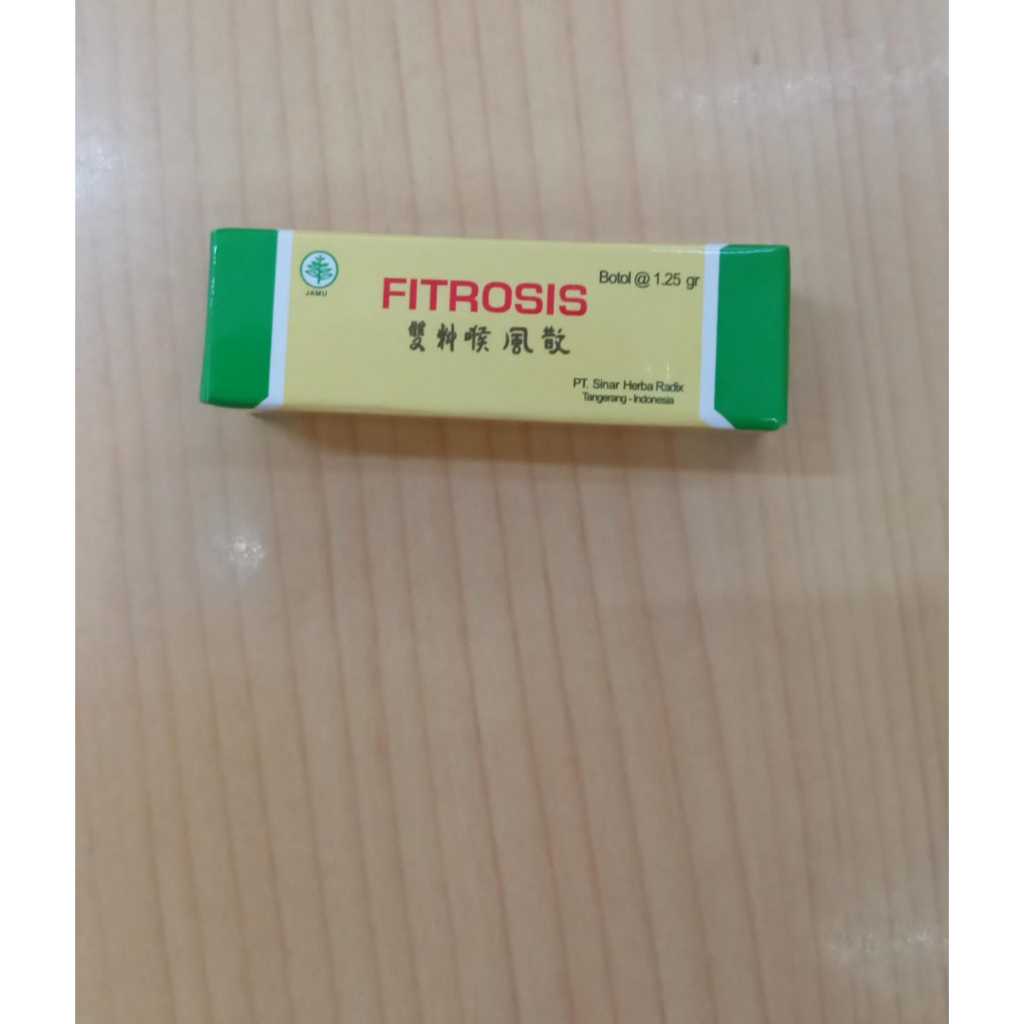 JAMU
FITROSIS
Botol @ 1.25 gr
雙料喉風散
PT. Sinar Herba Radix
Tangerang - Indonesia